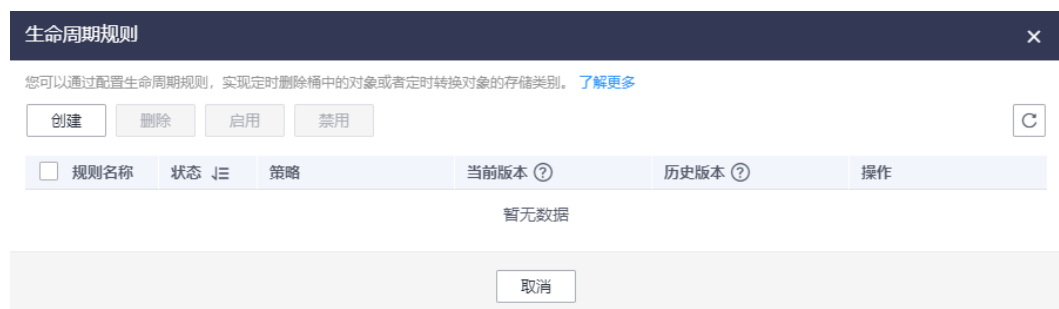 生命周期规则
您可以通过配置生命周期规则，实现定时删除桶中的对象或者定时转换对象的存储类别。 了解更多
创建 删除 启用 禁用
规则名称 状态 策略 当前版本 历史版本 操作
暂无数据
取消